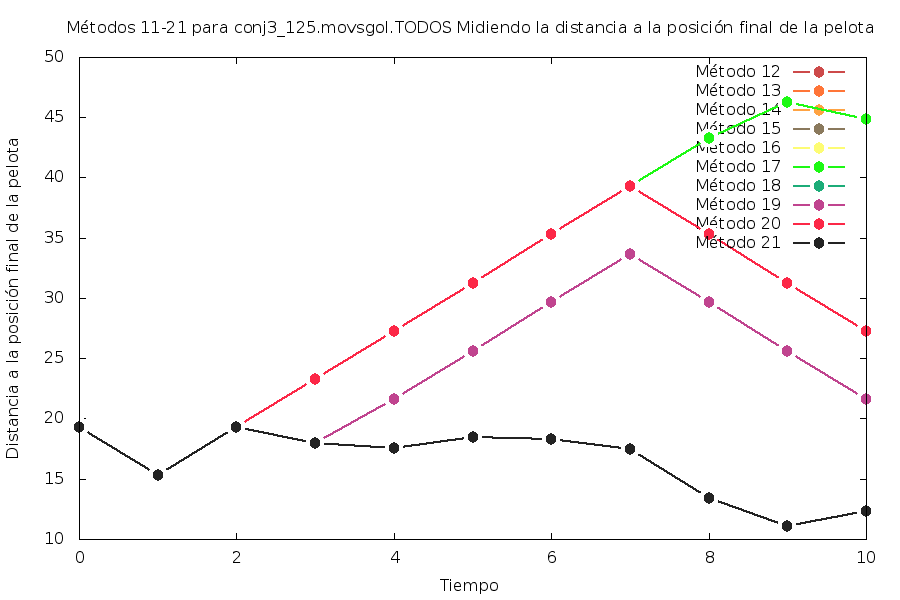 Métodos 11-21 para conj3_125.movsgol.TODOS Midiendo la distancia a la posición final de la pelota
50
45
40
35
30
25
20
15
10
Distancia a la posición final de la pelota
Método 12
Método 13
Método 14
Método 15
Método 16
Método 17
Método 18
Método 19
Método 20
Método 21
0 2 4 6 8 10
Tiempo